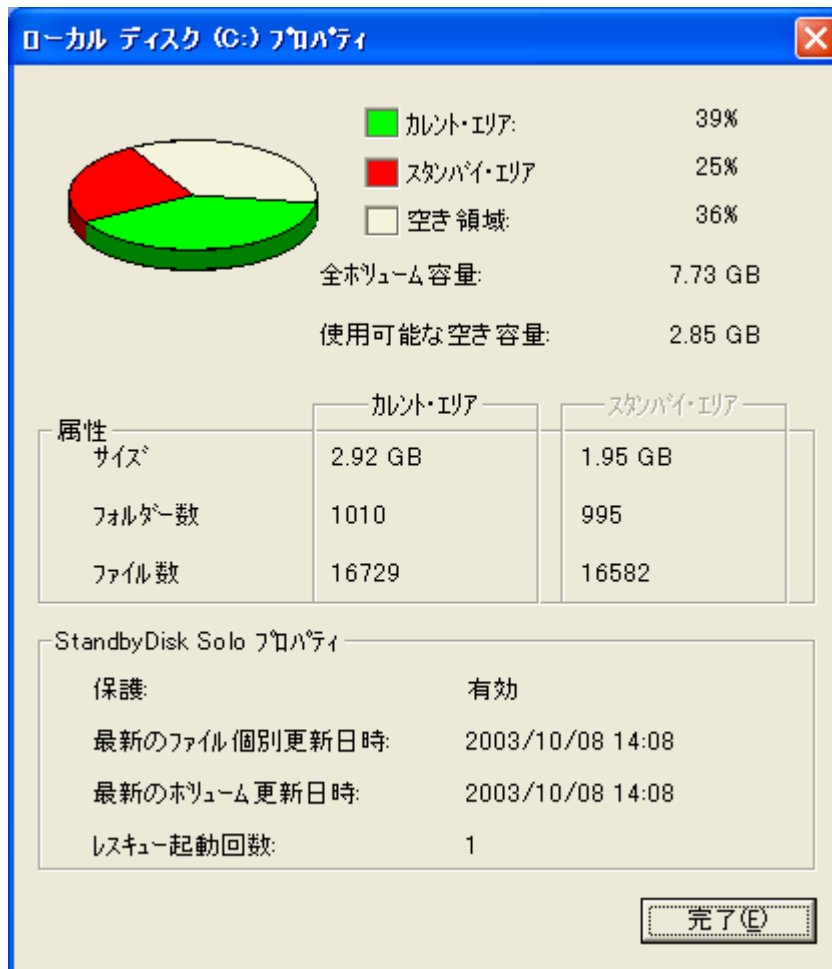 ローカル ディスク (C:) プロパティ
カレント・エリア: 39%
スタンバイ・エリア 25%
空き領域: 36%
全ボリューム容量: 7.73 GB
使用可能な空き容量: 2.85 GB
カレント・エリア スタンバイ・エリア
属性
サイズ 2.92 GB 1.95 GB
フォルダー数 1010 995
ファイル数 16729 16582
StandbyDisk Solo プロパティ
保護: 有効
最新のファイル個別更新日時: 2003/10/08 14:08
最新のボリューム更新日時: 2003/10/08 14:08
レスキュー起動回数: 1
完了(E)